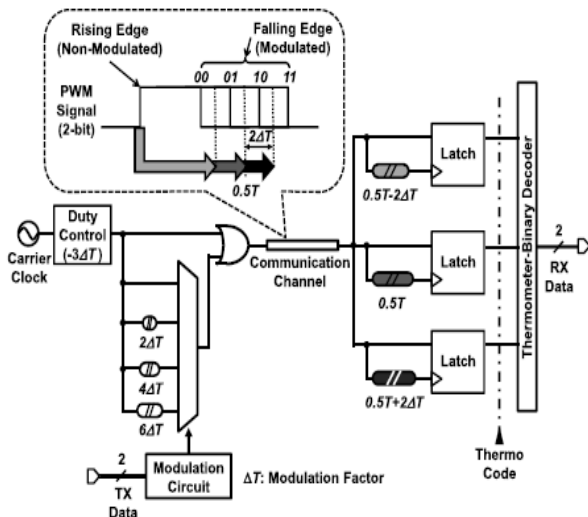 Rising Edge
(Non-Modulated)
Falling Edge
(Modulated)
00 01 10 11
PWM
Signal
(2-bit)
2ΔT
0.5T
Carrier
Clock
Duty
Control
(-3ΔT)
2ΔT
4ΔT
6ΔT
2
TX
Data
Modulation
Circuit
ΔT: Modulation Factor
Communication
Channel
Latch
0.5T-2ΔT
Latch
0.5T
Latch
0.5T+2ΔT
Thermo
Code
Thermometer-Binary Decoder
2
RX
Data